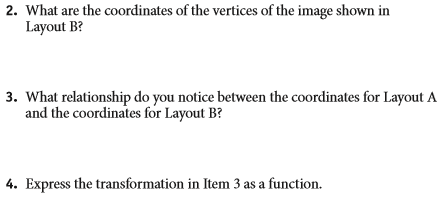 2. What are the coordinates of the vertices of the image shown in
Layout B?
3. What relationship do you notice between the coordinates for Layout A
and the coordinates for Layout B?
4. Express the transformation in Item 3 as a function.